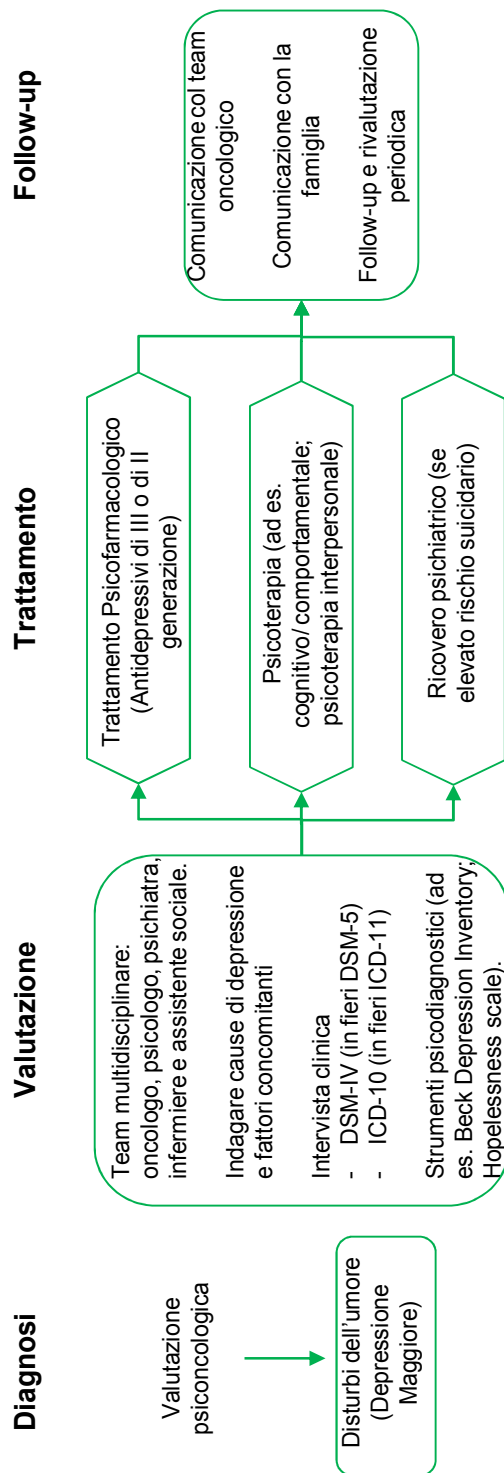 Diagnosi
Valutazione
psiconcologica
Disturbi dell'umore
(Depressione
Maggiore)
Valutazione
Team multidisciplinare:
oncologo, psicologo, psichiatra,
infermiere e assistente sociale.
Indagare cause di depressione
e fattori concomitanti
Intervista clinica
- DSM-IV (in fieri DSM-5)
- ICD-10 (in fieri ICD-11)
Strumenti psicodiagnostici (ad
es. Beck Depression Inventory;
Hopelessness scale).
Trattamento
Trattamento Psicofarmacologico
(Antidepressivi di III o di II
generazione)
Psicoterapia (ad es.
cognitivo/ comportamentale;
psicoterapia interpersonale)
Ricovero psichiatrico (se
elevato rischio suicidario)
Follow-up
Comunicazione col team
oncologico
Comunicazione con la
famiglia
Follow-up e rivalutazione
periodica